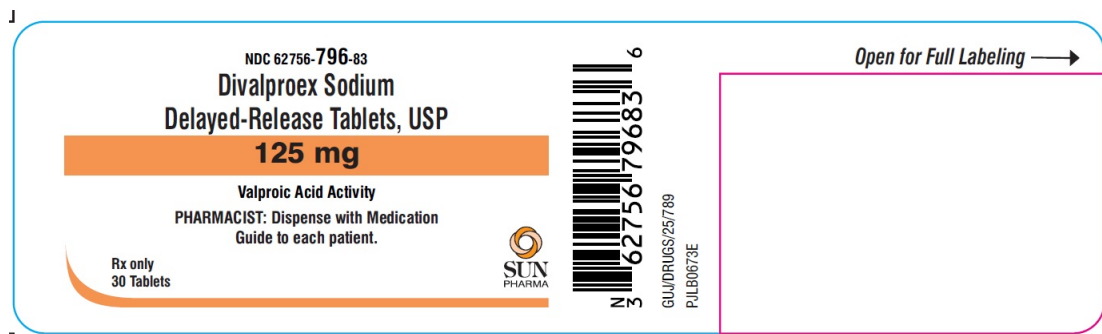 NDC 62756-796-83
Divalproex Sodium
Delayed-Release Tablets, USP
125 mg
Valproic Acid Activity
PHARMACIST: Dispense with Medication
Guide to each patient.
Rx only
30 Tablets
SUN
PHARMA
N
3 62756 79683 6
GUJ/DRUGS/25/789
PJLB0673E
Open for Full Labeling